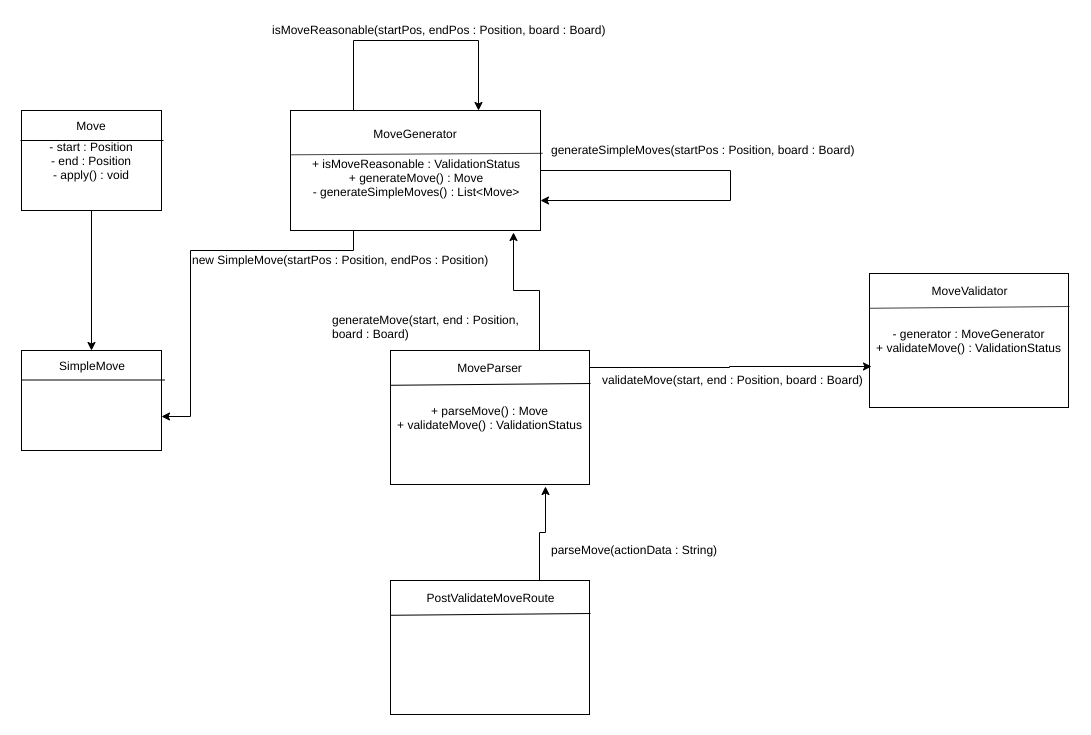 isMoveReasonable(startPos, endPos : Position, board : Board)
Move
- start : Position
- end : Position
- apply() : void
MoveGenerator
+ isMoveReasonable : ValidationStatus
+ generateMove() : Move
- generateSimpleMoves() : List<Move>
generateSimpleMoves(startPos : Position, board : Board)
new SimpleMove(startPos : Position, endPos : Position)
generateMove(start, end : Position,
board : Board)
MoveValidator
- generator : MoveGenerator
+ validateMove() : ValidationStatus
SimpleMove
MoveParser
+ parseMove() : Move
+ validateMove() : ValidationStatus
validateMove(start, end : Position, board : Board)
parseMove(actionData : String)
PostValidateMoveRoute